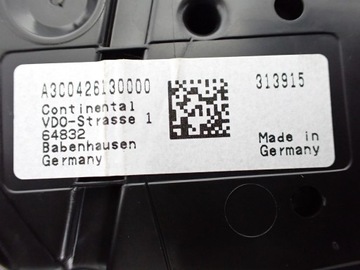 A3C0426130000
313915
Continental
VDO-Strasse 1
64832
Babenhausen
Germany
Made in
Germany